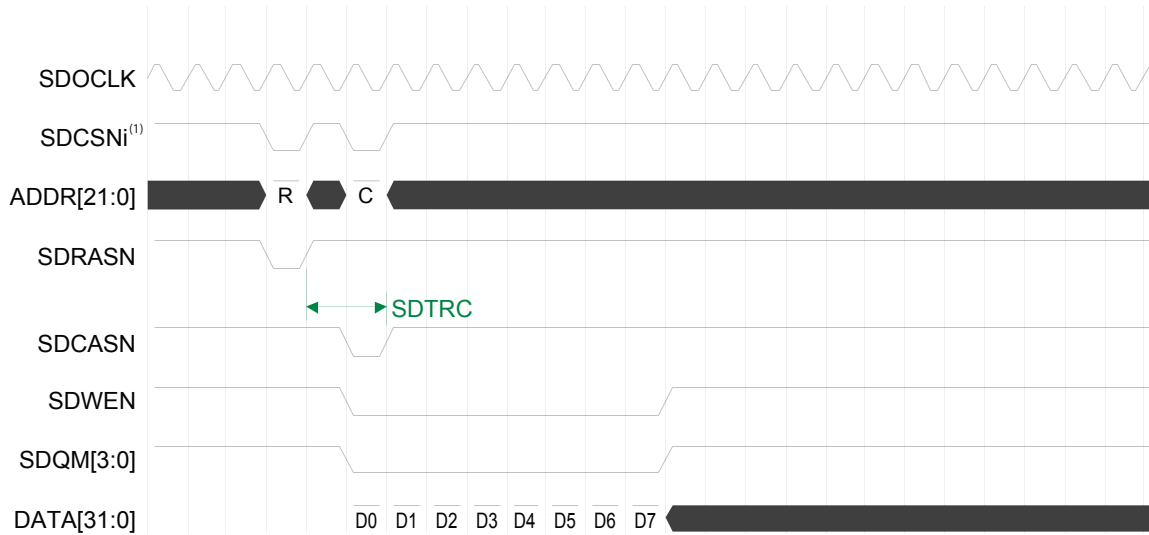 SDOCLK
SDCSNi(1)
ADDR[21:0] R C
SDRASN
SDTRC
SDCASN
SDWEN
SDQM[3:0]
DATA[31:0] D0 D1 D2 D3 D4 D5 D6 D7